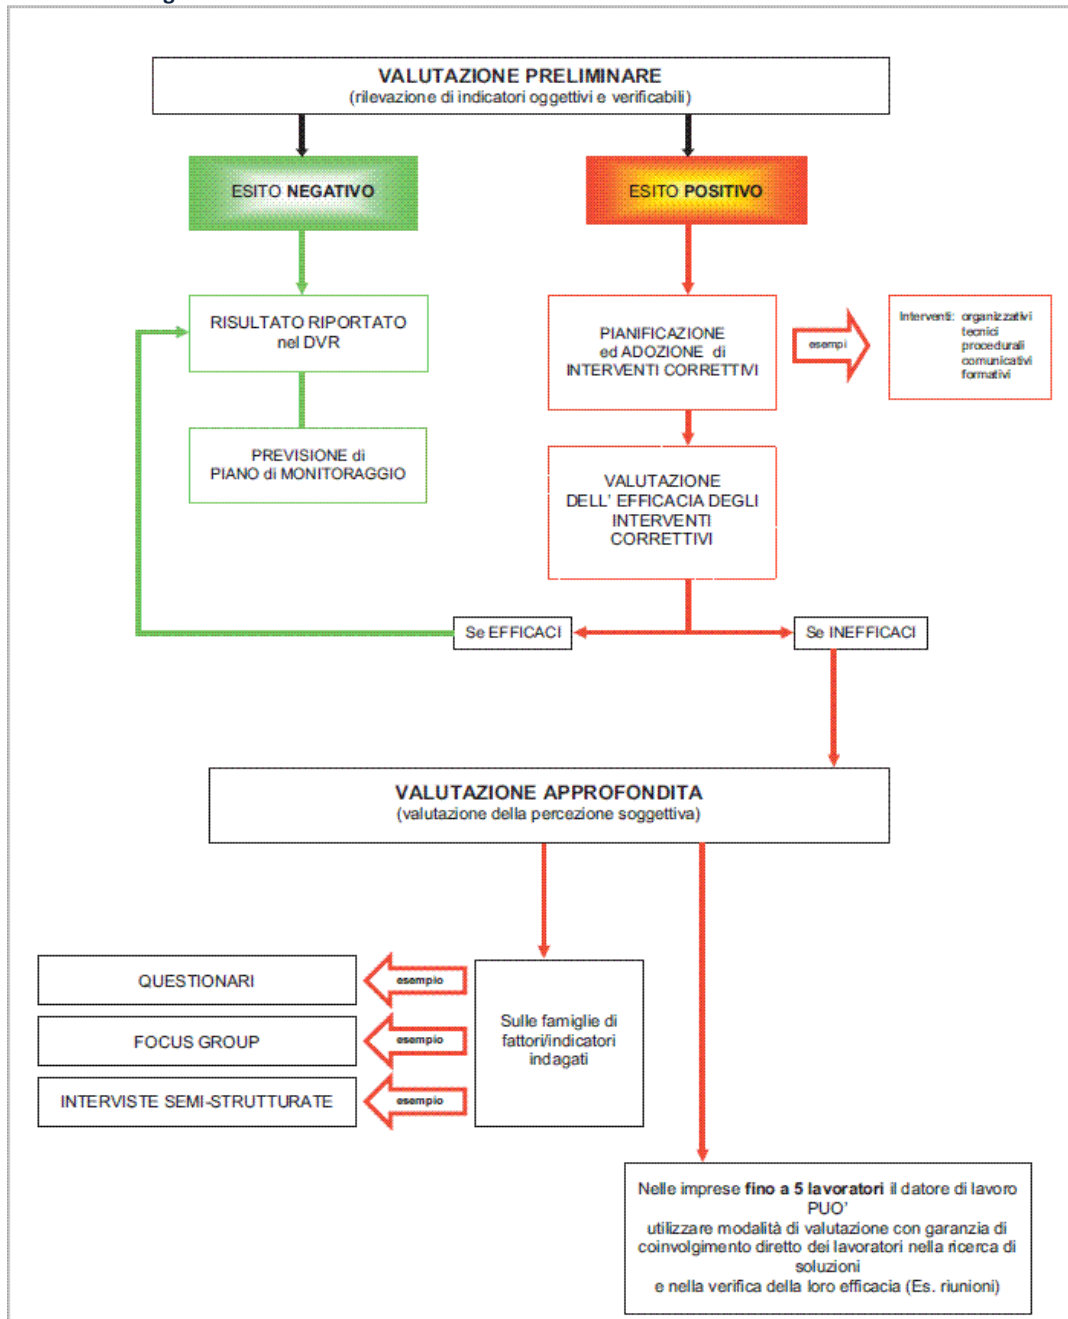 VALUTAZIONE PRELIMINARE
(rilevazione di indicatori oggettivi e verificabili)
ESITO NEGATIVO
ESITO POSITIVO
RISULTATO RIPORTATO
nel DVR
PIANIFICAZIONE
ed ADOZIONE di
INTERVENTI CORRETTIVI
esempi
Interventi: organizzativi
tecnici
procedurali
comunicativi
formativi
PREVISIONE di
PIANO di MONITORAGGIO
VALUTAZIONE
DELL' EFFICACIA DEGLI
INTERVENTI
CORRETTIVI
Se EFFICACI
Se INEFFICACI
VALUTAZIONE APPROFONDITA
(valutazione della percezione soggettiva)
QUESTIONARI
esempio
FOCUS GROUP
esempio
INTERVISTE SEMI-STRUTTURATE
esempio
Sulle famiglie di
fattori/indicatori
indagati
Nelle imprese fino a 5 lavoratori il datore di lavoro
PUO'
utilizzare modalità di valutazione con garanzia di
coinvolgimento diretto dei lavoratori nella ricerca di
soluzioni
e nella verifica della loro efficacia (Es. riunioni)